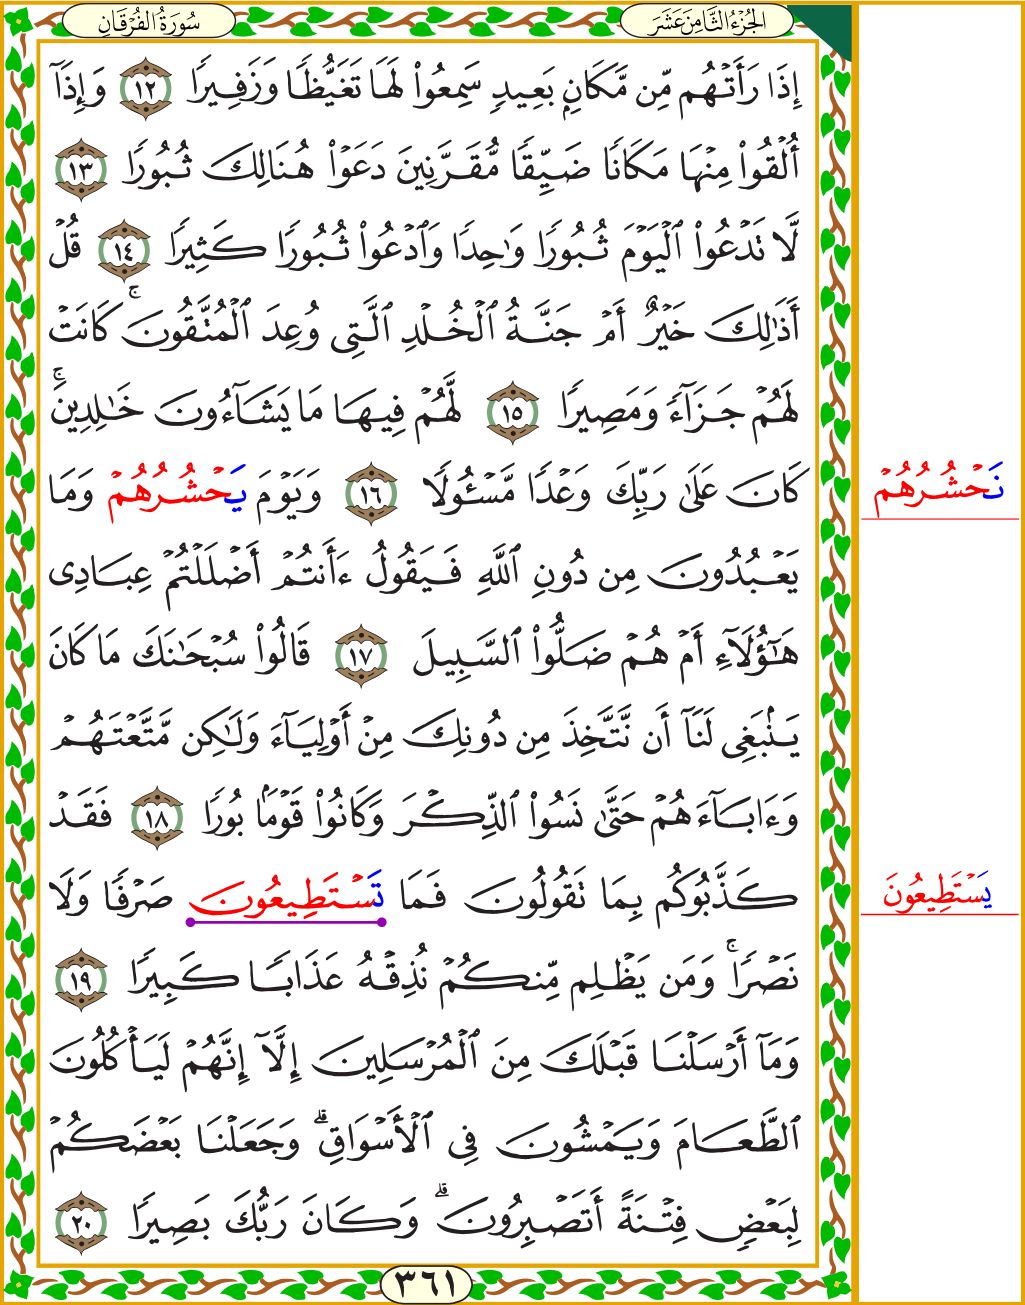 سُورَةُ الفُرْقَانِ
الجُزْءُ الثَّامِنَ عَشَرَ
إِذَا رَأَتْهُم مِّن مَّكَانِۭ بَعِيدٖ سَمِعُواْ لَهَا تَغَيُّظٗا وَزَفِيرٗا ١٢ وَإِذَآ
أُلْقُواْ مِنْهَا مَكَانٗا ضَيِّقٗا مُّقَرَّنِينَ دَعَوْاْ هُنَالِكَ ثُبُورٗا ١٣
لَّا تَدْعُواْ ٱلْيَوْمَ ثُبُورٗا وَٰحِدٗا وَٱدْعُواْ ثُبُورٗا كَثِيرٗا ١٤ قُلْ
أَذَٰلِكَ خَيْرٌ أَمْ جَنَّةُ ٱلْخُلْدِ ٱلَّتِي وُعِدَ ٱلْمُتَّقُونَۚ كَانَتْ
لَهُمْ جَزَآءٗ وَمَصِيرٗا ١٥ لَّهُمْ فِيهَا مَا يَشَآءُونَ خَٰلِدِينَۚ
كَانَ عَلَىٰ رَبِّكَ وَعْدٗا مَّسْـُٔولٗا ١٦ وَيَوْمَ يَحْشُرُهُمْ وَمَا
نَحْشُرُهُمْ
يَعْبُدُونَ مِن دُونِ ٱللَّهِ فَيَقُولُ ءَأَنتُمْ أَضْلَلْتُمْ عِبَادِي
هَٰٓؤُلَآءِ أَمْ هُمْ ضَلُّواْ ٱلسَّبِيلَ ١٧ قَالُواْ سُبْحَٰنَكَ مَا كَانَ
يَنۢبَغِي لَنَآ أَن نَّتَّخِذَ مِن دُونِكَ مِنْ أَوْلِيَآءَ وَلَٰكِن مَّتَّعْتَهُمْ
وَءَابَآءَهُمْ حَتَّىٰ نَسُواْ ٱلذِّكْرَ وَكَانُواْ قَوْمَۢا بُورٗا ١٨ فَقَدْ
كَذَّبُوكُم بِمَا تَقُولُونَ فَمَا تَسْتَطِيعُونَ صَرْفٗا وَلَا
يَسْتَطِيعُونَ
نَصْرٗاۚ وَمَن يَظْلِم مِّنكُمْ نُذِقْهُ عَذَابٗا كَبِيرٗا ١٩
وَمَآ أَرْسَلْنَا قَبْلَكَ مِنَ ٱلْمُرْسَلِينَ إِلَّآ إِنَّهُمْ لَيَأْكُلُونَ
ٱلطَّعَامَ وَيَمْشُونَ فِي ٱلْأَسْوَاقِۗ وَجَعَلْنَا بَعْضَكُمْ
لِبَعْضٖ فِتْنَةً أَتَصْبِرُونَۗ وَكَانَ رَبُّكَ بَصِيرٗا ٢٠
٣٦١